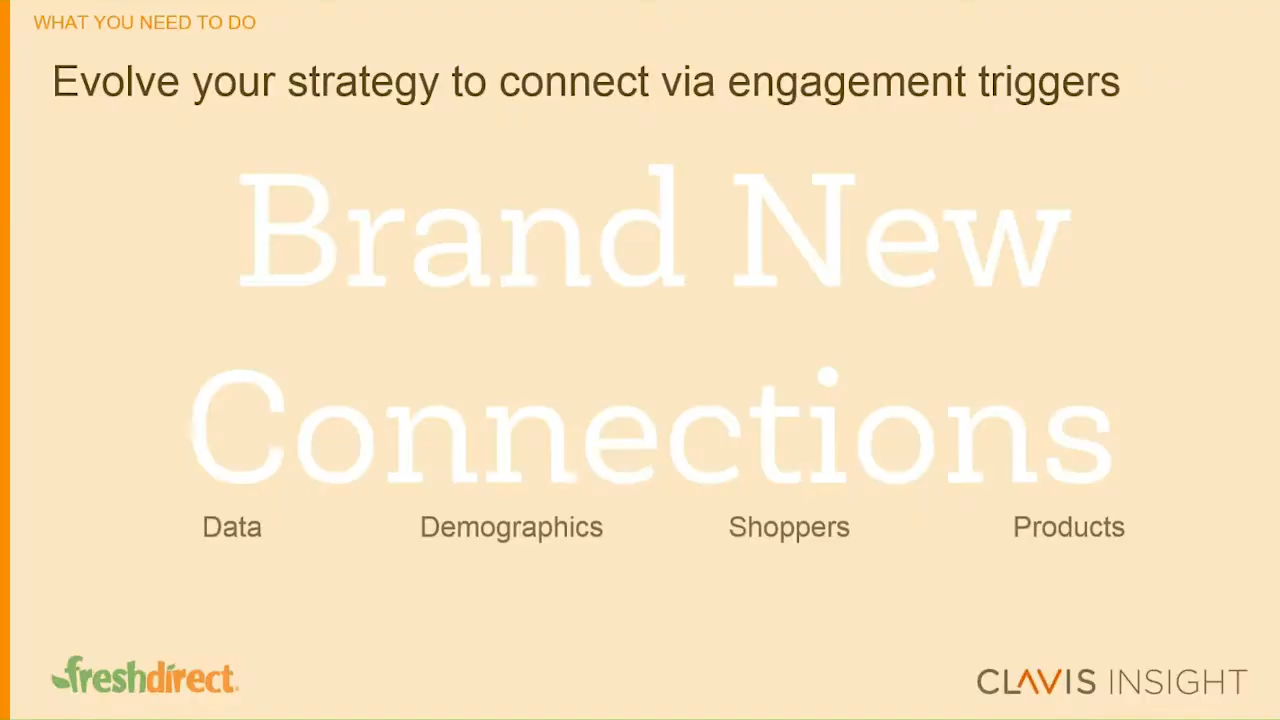 WHAT YOU NEED TO DO
Evolve your strategy to connect via engagement triggers
Brand New
Connections
Data Demographics Shoppers Products
freshdirect
CLAVIS INSIGHT